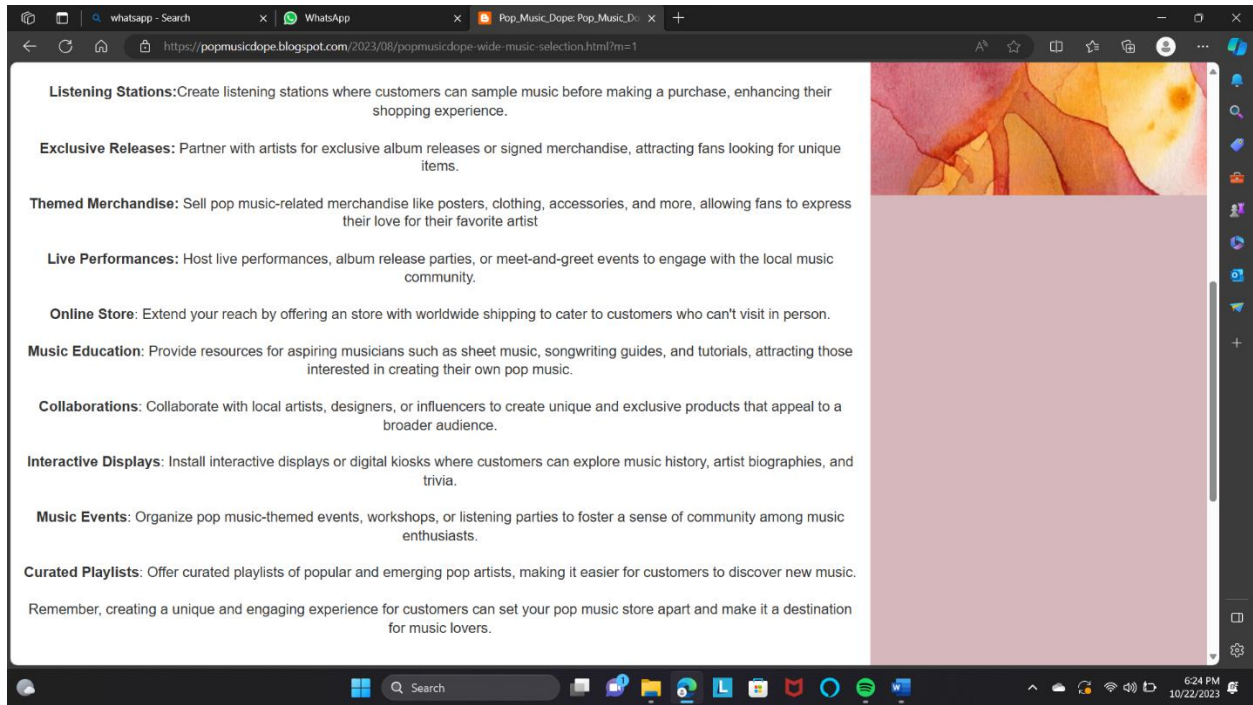 whatsapp - Search
WhatsApp
Pop_Music_Dope: Pop_Music_Do
https://popmusicdope.blogspot.com/2023/08/popmusicdope-wide-music-selection.html?m=1
Listening Stations:Create listening stations where customers can sample music before making a purchase, enhancing their
shopping experience.
Exclusive Releases: Partner with artists for exclusive album releases or signed merchandise, attracting fans looking for unique
items.
Themed Merchandise: Sell pop music-related merchandise like posters, clothing, accessories, and more, allowing fans to express
their love for their favorite artist
Live Performances: Host live performances, album release parties, or meet-and-greet events to engage with the local music
community.
Online Store: Extend your reach by offering an store with worldwide shipping to cater to customers who can't visit in person.
Music Education: Provide resources for aspiring musicians such as sheet music, songwriting guides, and tutorials, attracting those
interested in creating their own pop music.
Collaborations: Collaborate with local artists, designers, or influencers to create unique and exclusive products that appeal to a
broader audience.
Interactive Displays: Install interactive displays or digital kiosks where customers can explore music history, artist biographies, and
trivia.
Music Events: Organize pop music-themed events, workshops, or listening parties to foster a sense of community among music
enthusiasts.
Curated Playlists: Offer curated playlists of popular and emerging pop artists, making it easier for customers to discover new music.
Remember, creating a unique and engaging experience for customers can set your pop music store apart and make it a destination
for music lovers.
Search
6:24 PM
10/22/2023